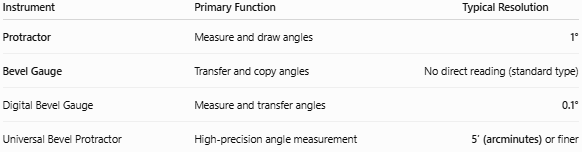 Instrument Primary Function Typical Resolution
Protractor Measure and draw angles 1°
Bevel Gauge Transfer and copy angles No direct reading (standard type)
Digital Bevel Gauge Measure and transfer angles 0.1°
Universal Bevel Protractor High-precision angle measurement 5′ (arcminutes) or finer